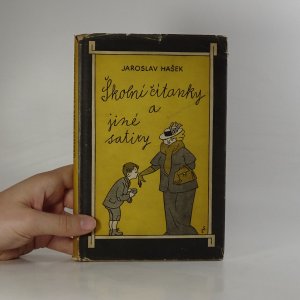 JAROSLAV HAŠEK
Školní čítanky
a
jiné
satiry